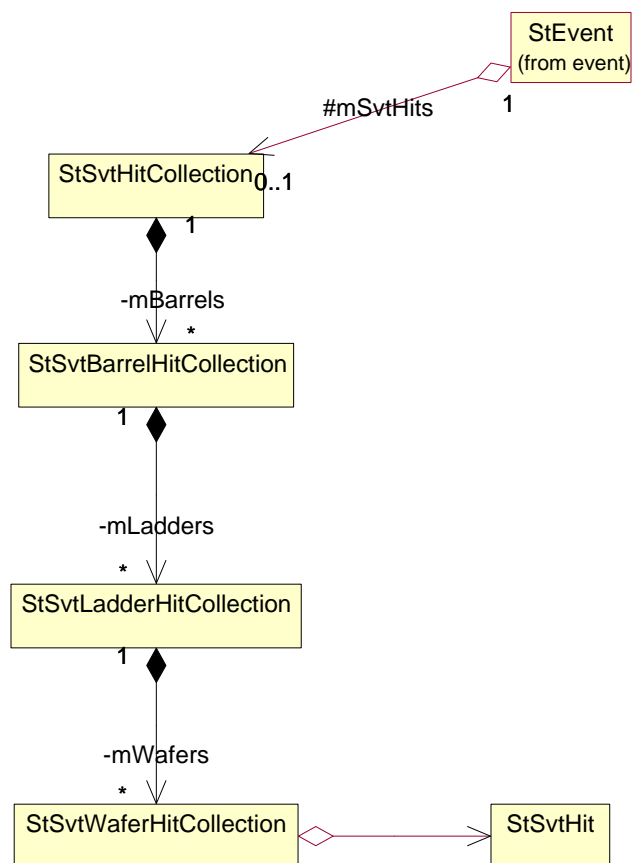 StEvent
(from event)
1
#mSvtHits
StSvtHitCollection
0..1
1
-mBarrels
*
StSvtBarrelHitCollection
1
-mLadders
*
StSvtLadderHitCollection
1
-mWafers
*
StSvtWaferHitCollection
StSvtHit